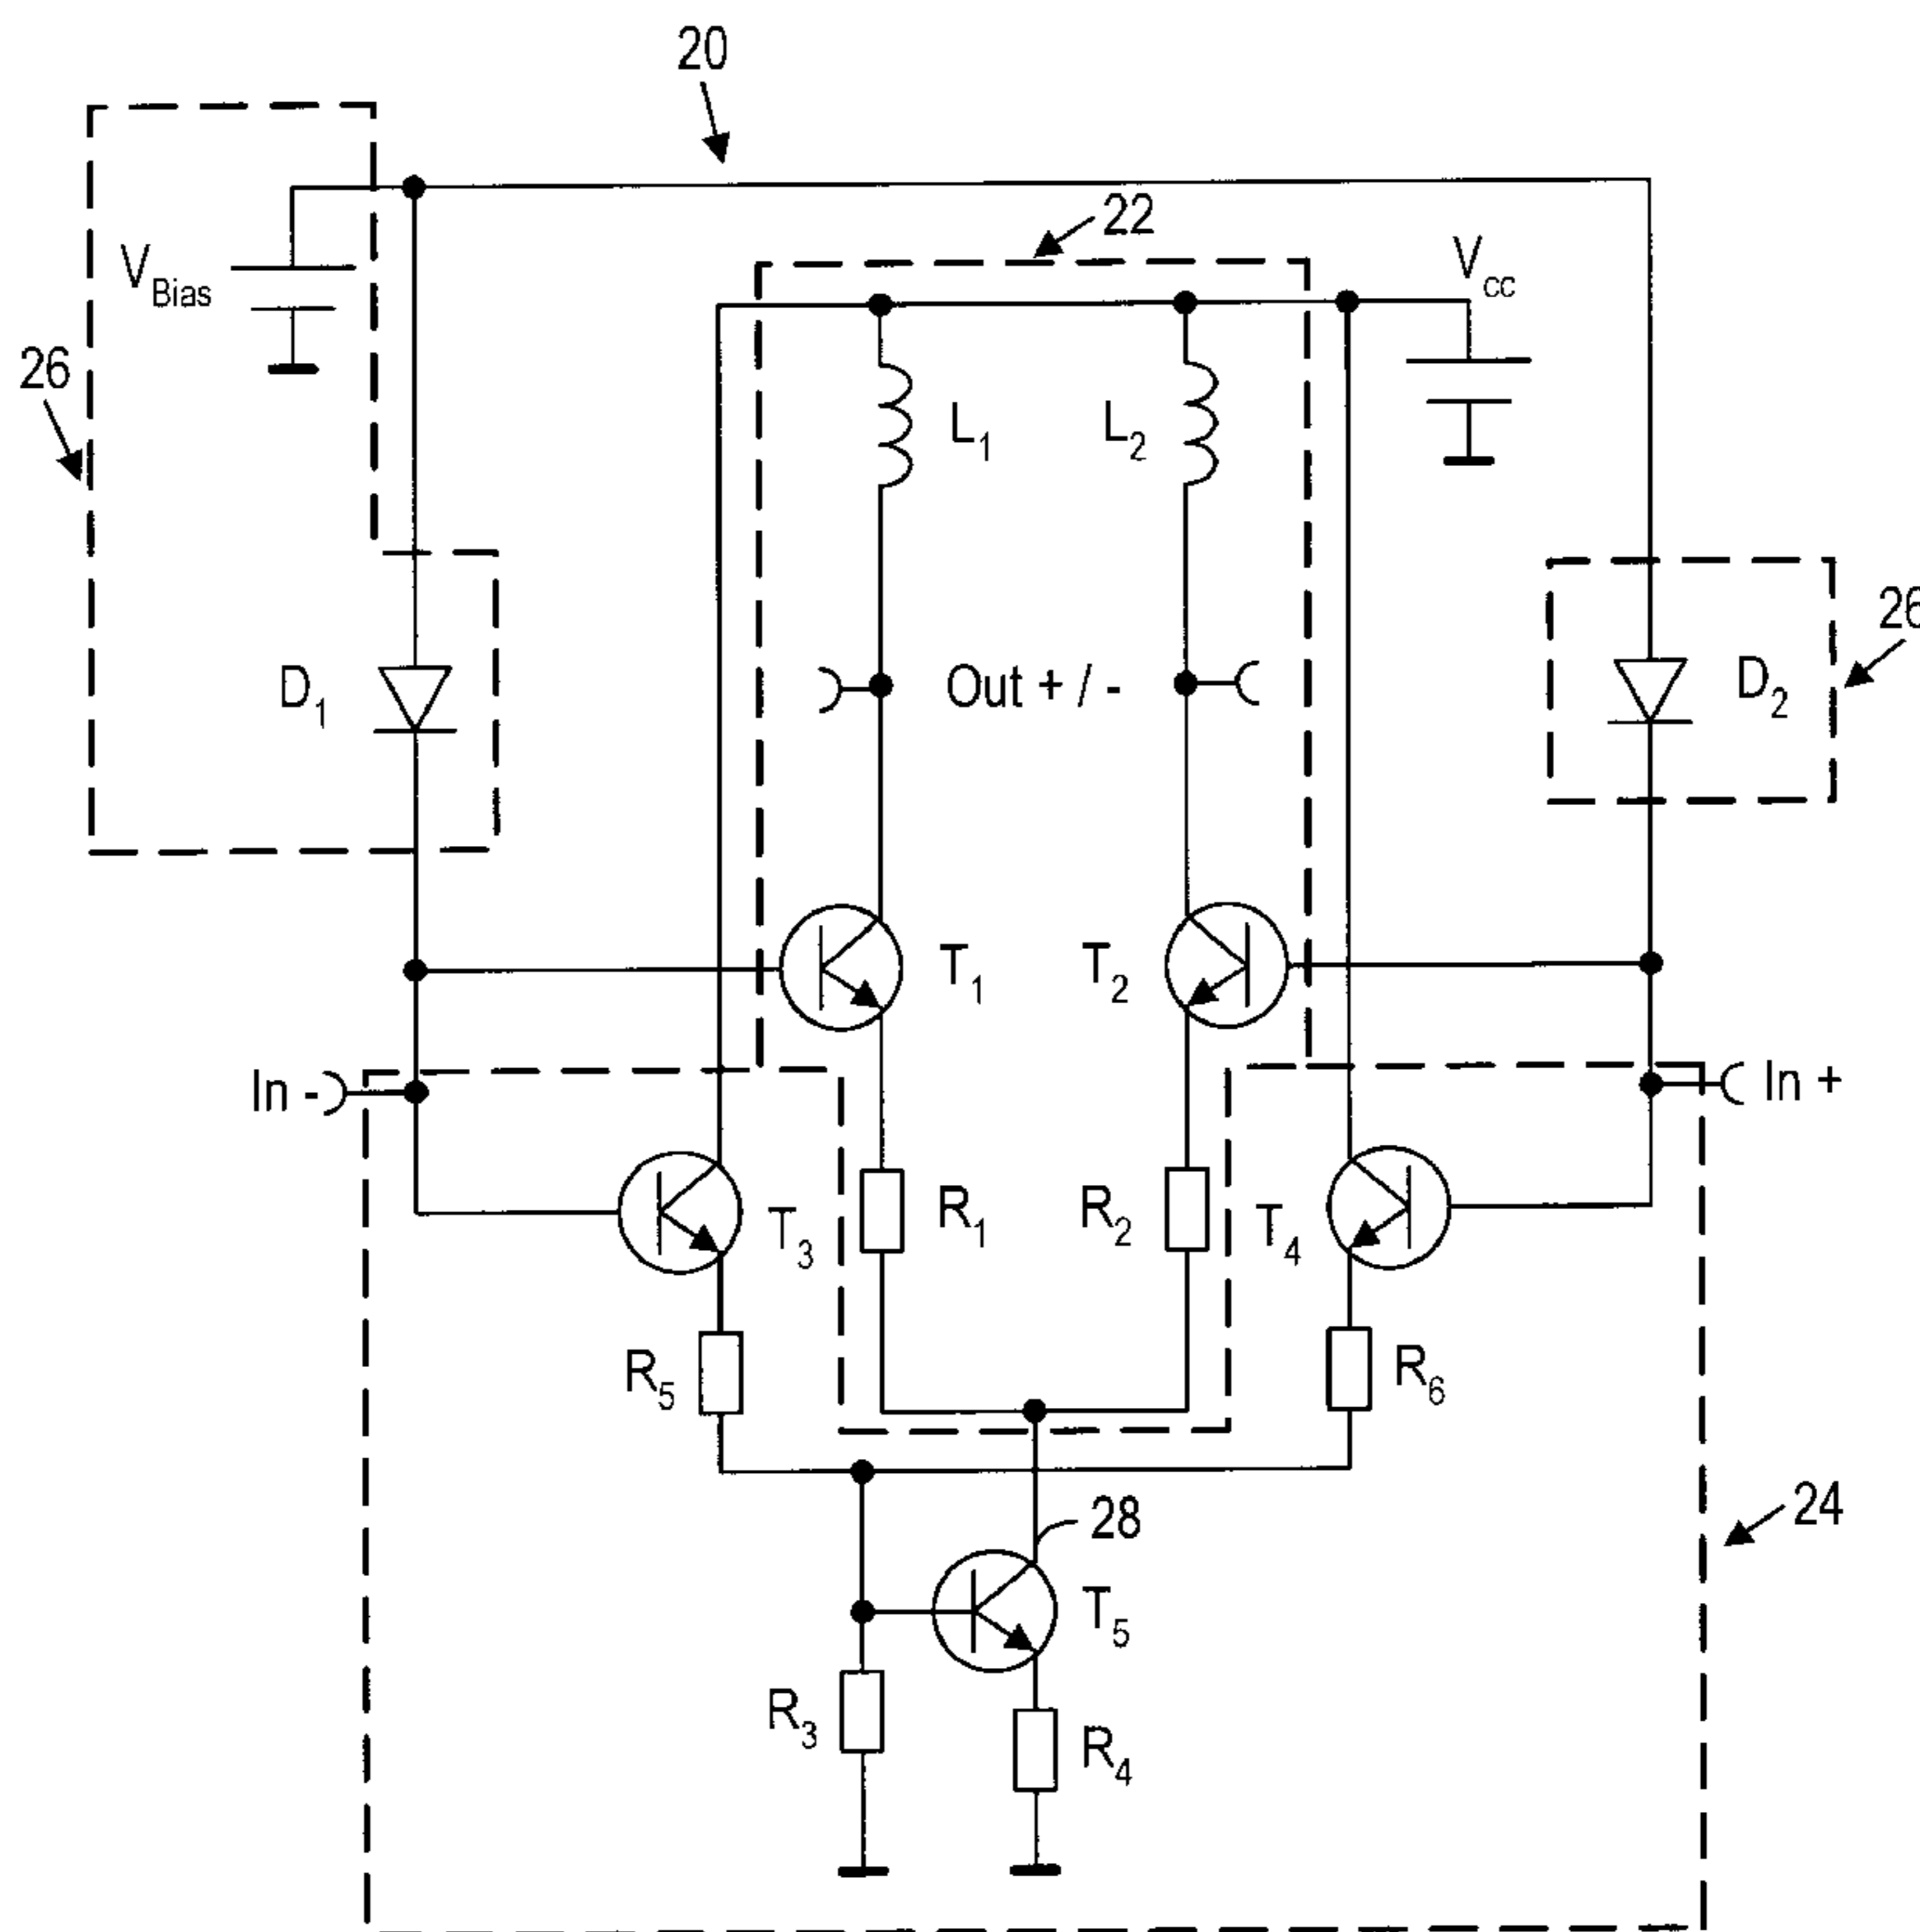 20
22
V_Bias
V_cc
26
L_1
L_2
26
D_1
Out + / -
D_2
T_1
T_2
In -
In +
T_3
R_1
R_2
T_4
R_5
R_6
28
24
T_5
R_3
R_4